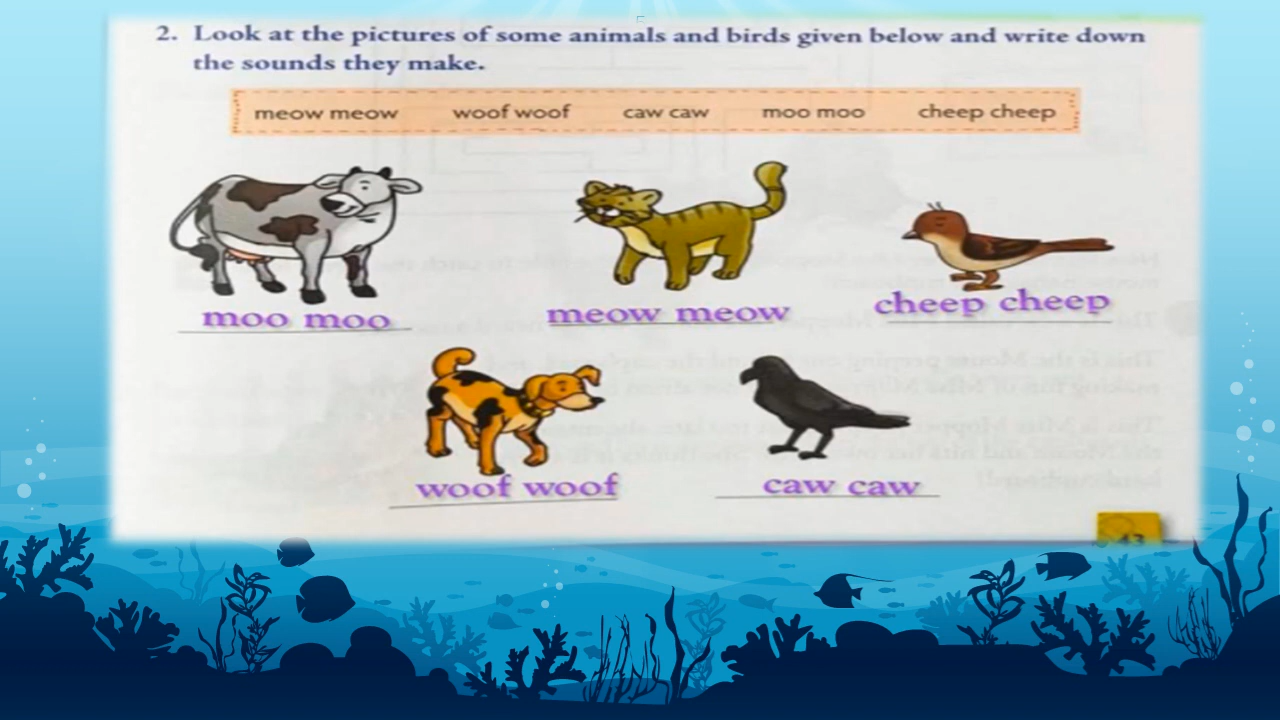 2. Look at the pictures of some animals and birds given below and write down
the sounds they make.
meow meow woof woof caw caw moo moo cheep cheep
moo moo
meow meow
cheep cheep
woof woof
caw caw